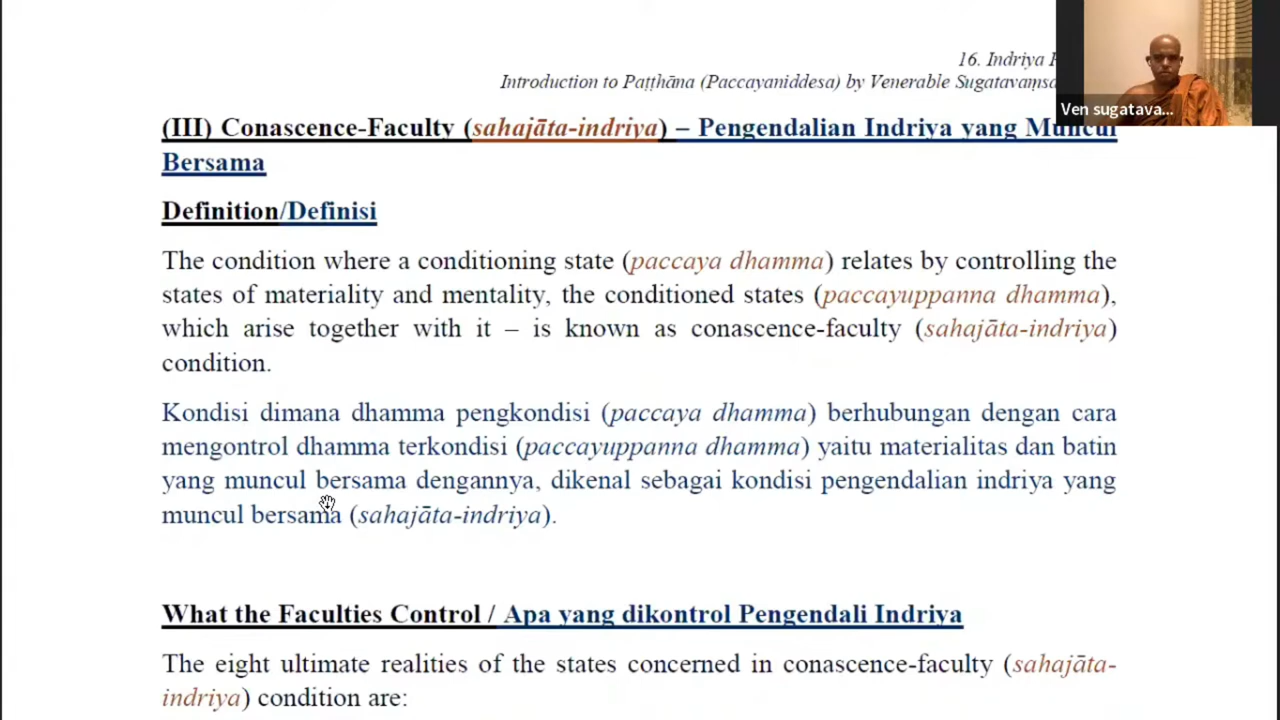 16. Indriya
Introduction to Paṭṭhāna (Paccayaniddesa) by Venerable
Ven sugatava...
(III) Conascence-Faculty (sahajāta-indriya) – Pengendalian Indriya yang Muncul
Bersama
Definition/Definisi
The condition where a conditioning state (paccaya dhamma) relates by controlling the
states of materiality and mentality, the conditioned states (paccayuppanna dhamma),
which arise together with it – is known as conascence-faculty (sahajāta-indriya)
condition.
Kondisi dimana dhamma pengkondisi (paccaya dhamma) berhubungan dengan cara
mengontrol dhamma terkondisi (paccayuppanna dhamma) yaitu materialitas dan batin
yang muncul bersama dengannya, dikenal sebagai kondisi pengendalian indriya yang
muncul bersama (sahajāta-indriya).
What the Faculties Control / Apa yang dikontrol Pengendali Indriya
The eight ultimate realities of the states concerned in conascence-faculty (sahajāta-
indriya) condition are: